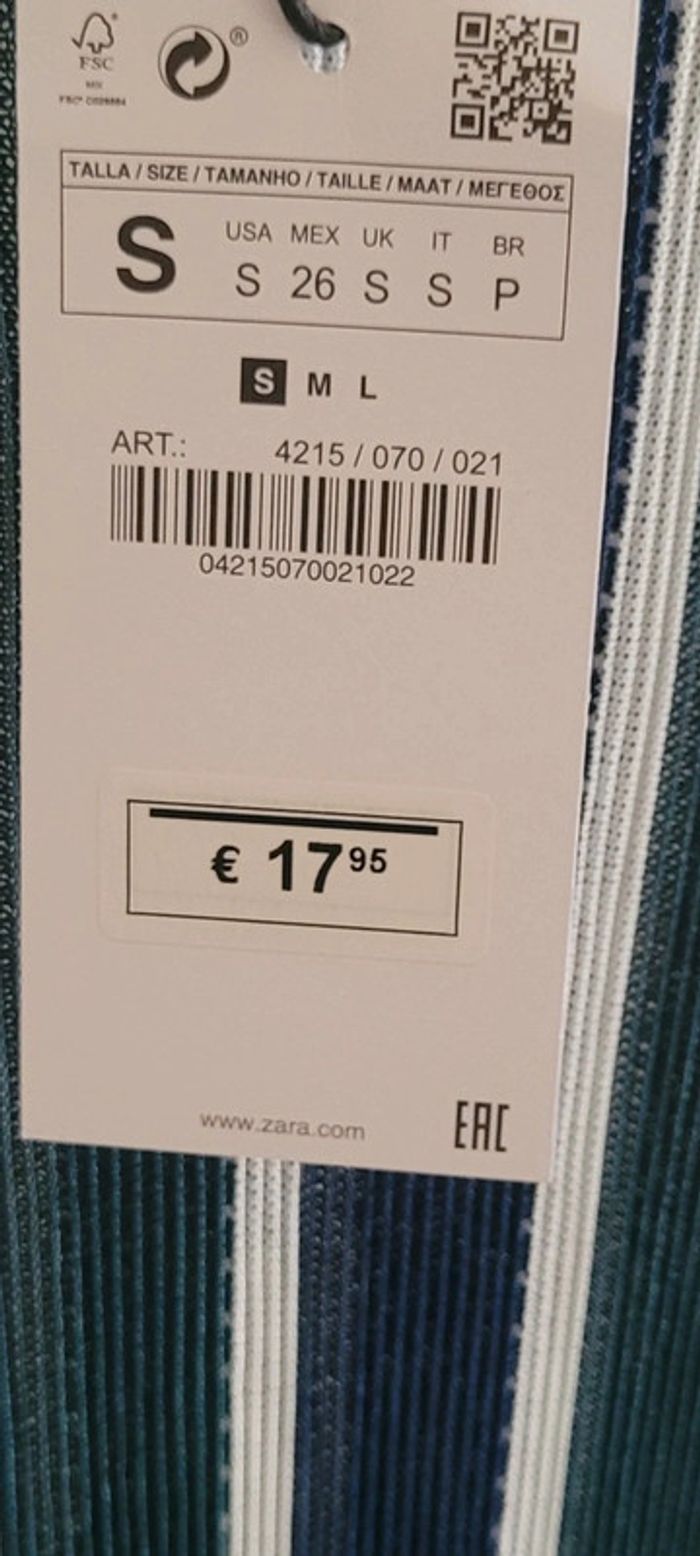 FSC
MIX
®
TALLA / SIZE / TAMANHO / TAILLE / MAAT / ΜΕΓΕΘΟΣ
S
USA MEX UK IT BR
S 26 S S P
S M L
ART.: 4215 / 070 / 021
04215070021022
€ 17 95
www.zara.com
EAC